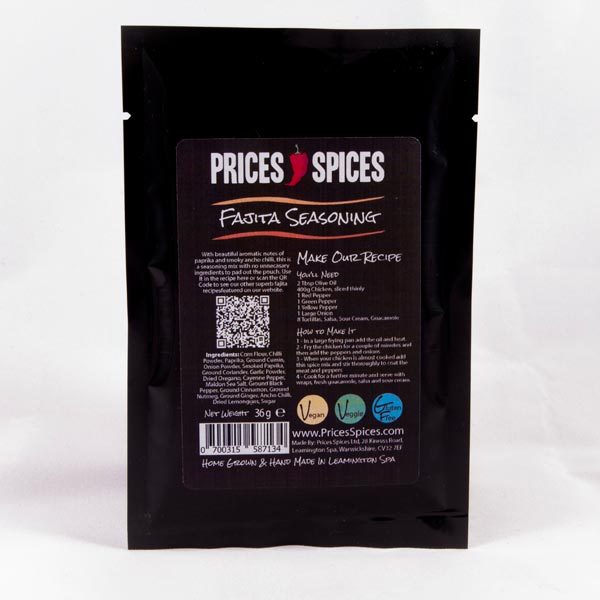 PRICES SPICES
FAJITA SEASONING
With beautiful aromatic notes of
paprika and smoky ancho chilli, this is
a seasoning mix with no unnecasary
ingredients to pad out the pouch. Use
it in the recipe here or scan the QR
Code to see our other superb fajita
recipes featured on our website.
Ingredients: Corn Flour, Chilli
Powder, Paprika, Ground Cumin,
Onion Powder, Smoked Paprika,
Ground Coriander, Garlic Powder,
Dried Oregano, Cayenne Pepper,
Maldon Sea Salt, Ground Black
Pepper, Ground Cinnamon, Ground
Nutmeg, Ground Ginger, Ancho Chilli,
Dried Lemongrass, Sugar
NET WEIGHT 36g e
0 700315 587134
MAKE OUR RECIPE
YOU'LL NEED
2 Tbsp Olive Oil
400g Chicken, sliced thinly
1 Red Pepper
1 Green Pepper
1 Yellow Pepper
1 Large Onion
8 Tortillas, Salsa, Sour Cream, Guacamole
HOW TO MAKE IT
1 - In a large frying pan add the oil and heat.
2 - Fry the chicken for a couple of minutes and
then add the peppers and onions.
3 - When your chicken is almost cooked add
this spice mix and stir thoroughly to coat the
meat and peppers
4 - Cook for a further minute and serve with
wraps, fresh guacamole, salsa and sour cream.
Vegan
Veggie
Gluten
Free
www.PricesSpices.com
Made By: Prices Spices Ltd, 28 Kinross Road,
Leamington Spa, Warwickshire, CV32 7EF
HOME GROWN & HAND MADE IN LEAMINGTON SPA